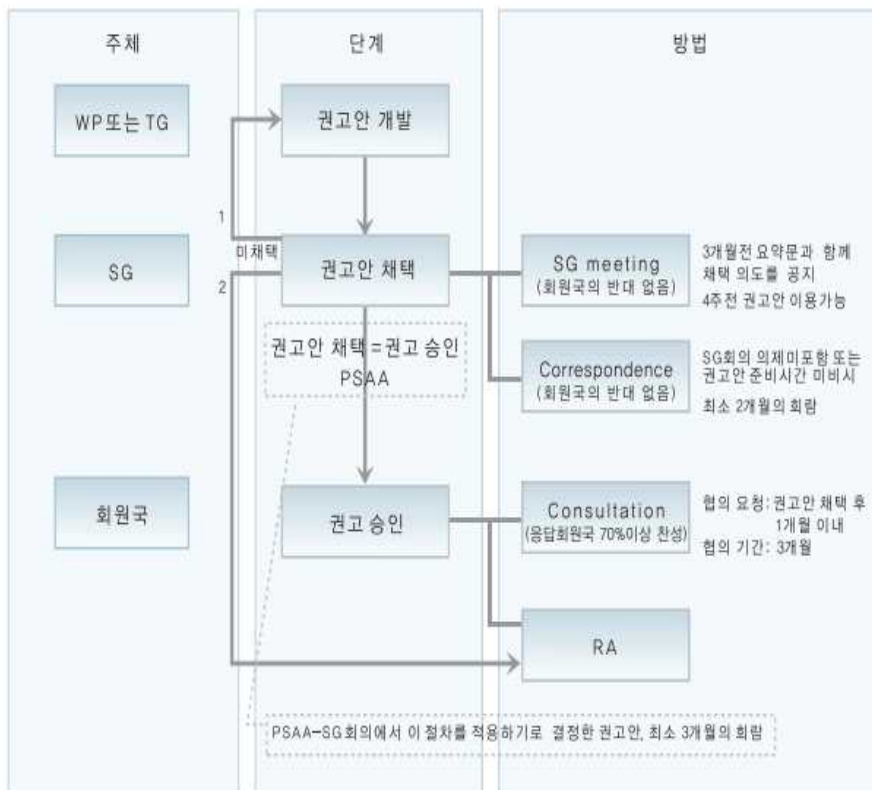 주체
단계
방법
WP또는 TG
권고안 개발
1
미채택
2
SG
권고안 채택
SG meeting
(회원국의 반대 없음)
3개월전 요약문과 함께
채택 의도를 공지
4주전 권고안 이용가능
권고안 채택=권고 승인
PSAA
Correspondence
(회원국의 반대 없음)
SG회의 의제미포함 또는
권고안 준비시간 미비시
최소 2개월의 회람
회원국
권고 승인
Consultation
(응답회원국 70%이상 찬성)
협의 요청: 권고안 채택 후
1개월 이내
협의 기간: 3개월
RA
PSAA-SG회의에서 이 절차를 적용하기로 결정한 권고안, 최소 3개월의 회람